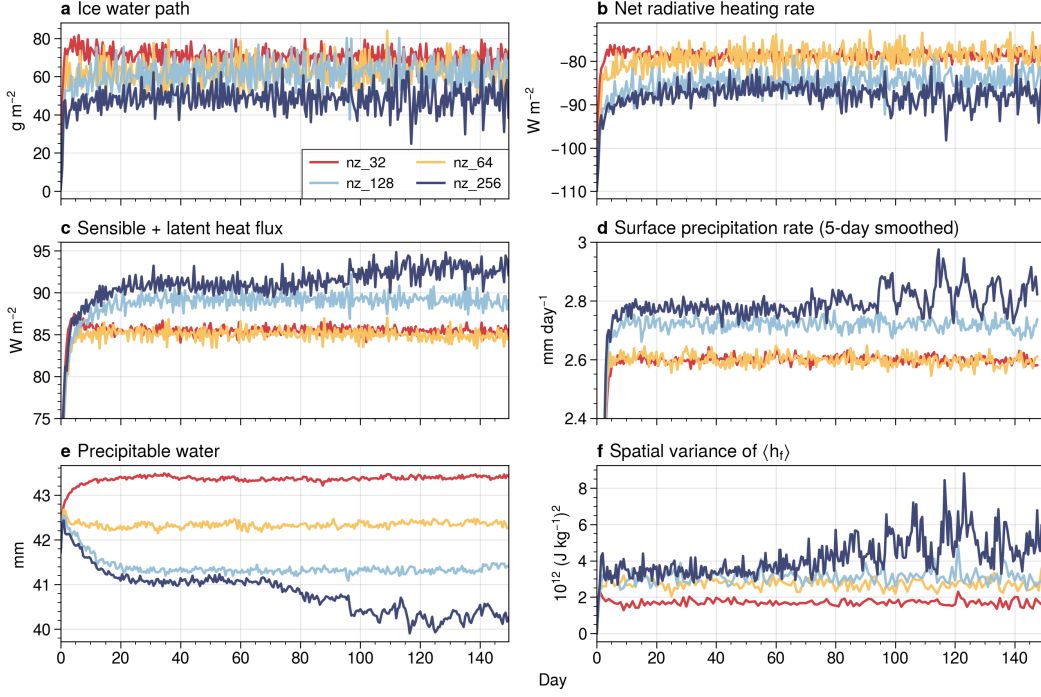 a Ice water path
80
60
40
20
0
g m−2
nz_32
nz_64
nz_128
nz_256
b Net radiative heating rate
−80
−90
−100
−110
W m−2
c Sensible + latent heat flux
95
90
85
80
75
W m−2
d Surface precipitation rate (5-day smoothed)
3
2.8
2.6
2.4
mm day−1
e Precipitable water
43
42
41
40
mm
0 20 40 60 80 100 120 140
f Spatial variance of ⟨hf⟩
8
6
4
2
0
10^12 (J kg−1)^2
0 20 40 60 80 100 120 140
Day